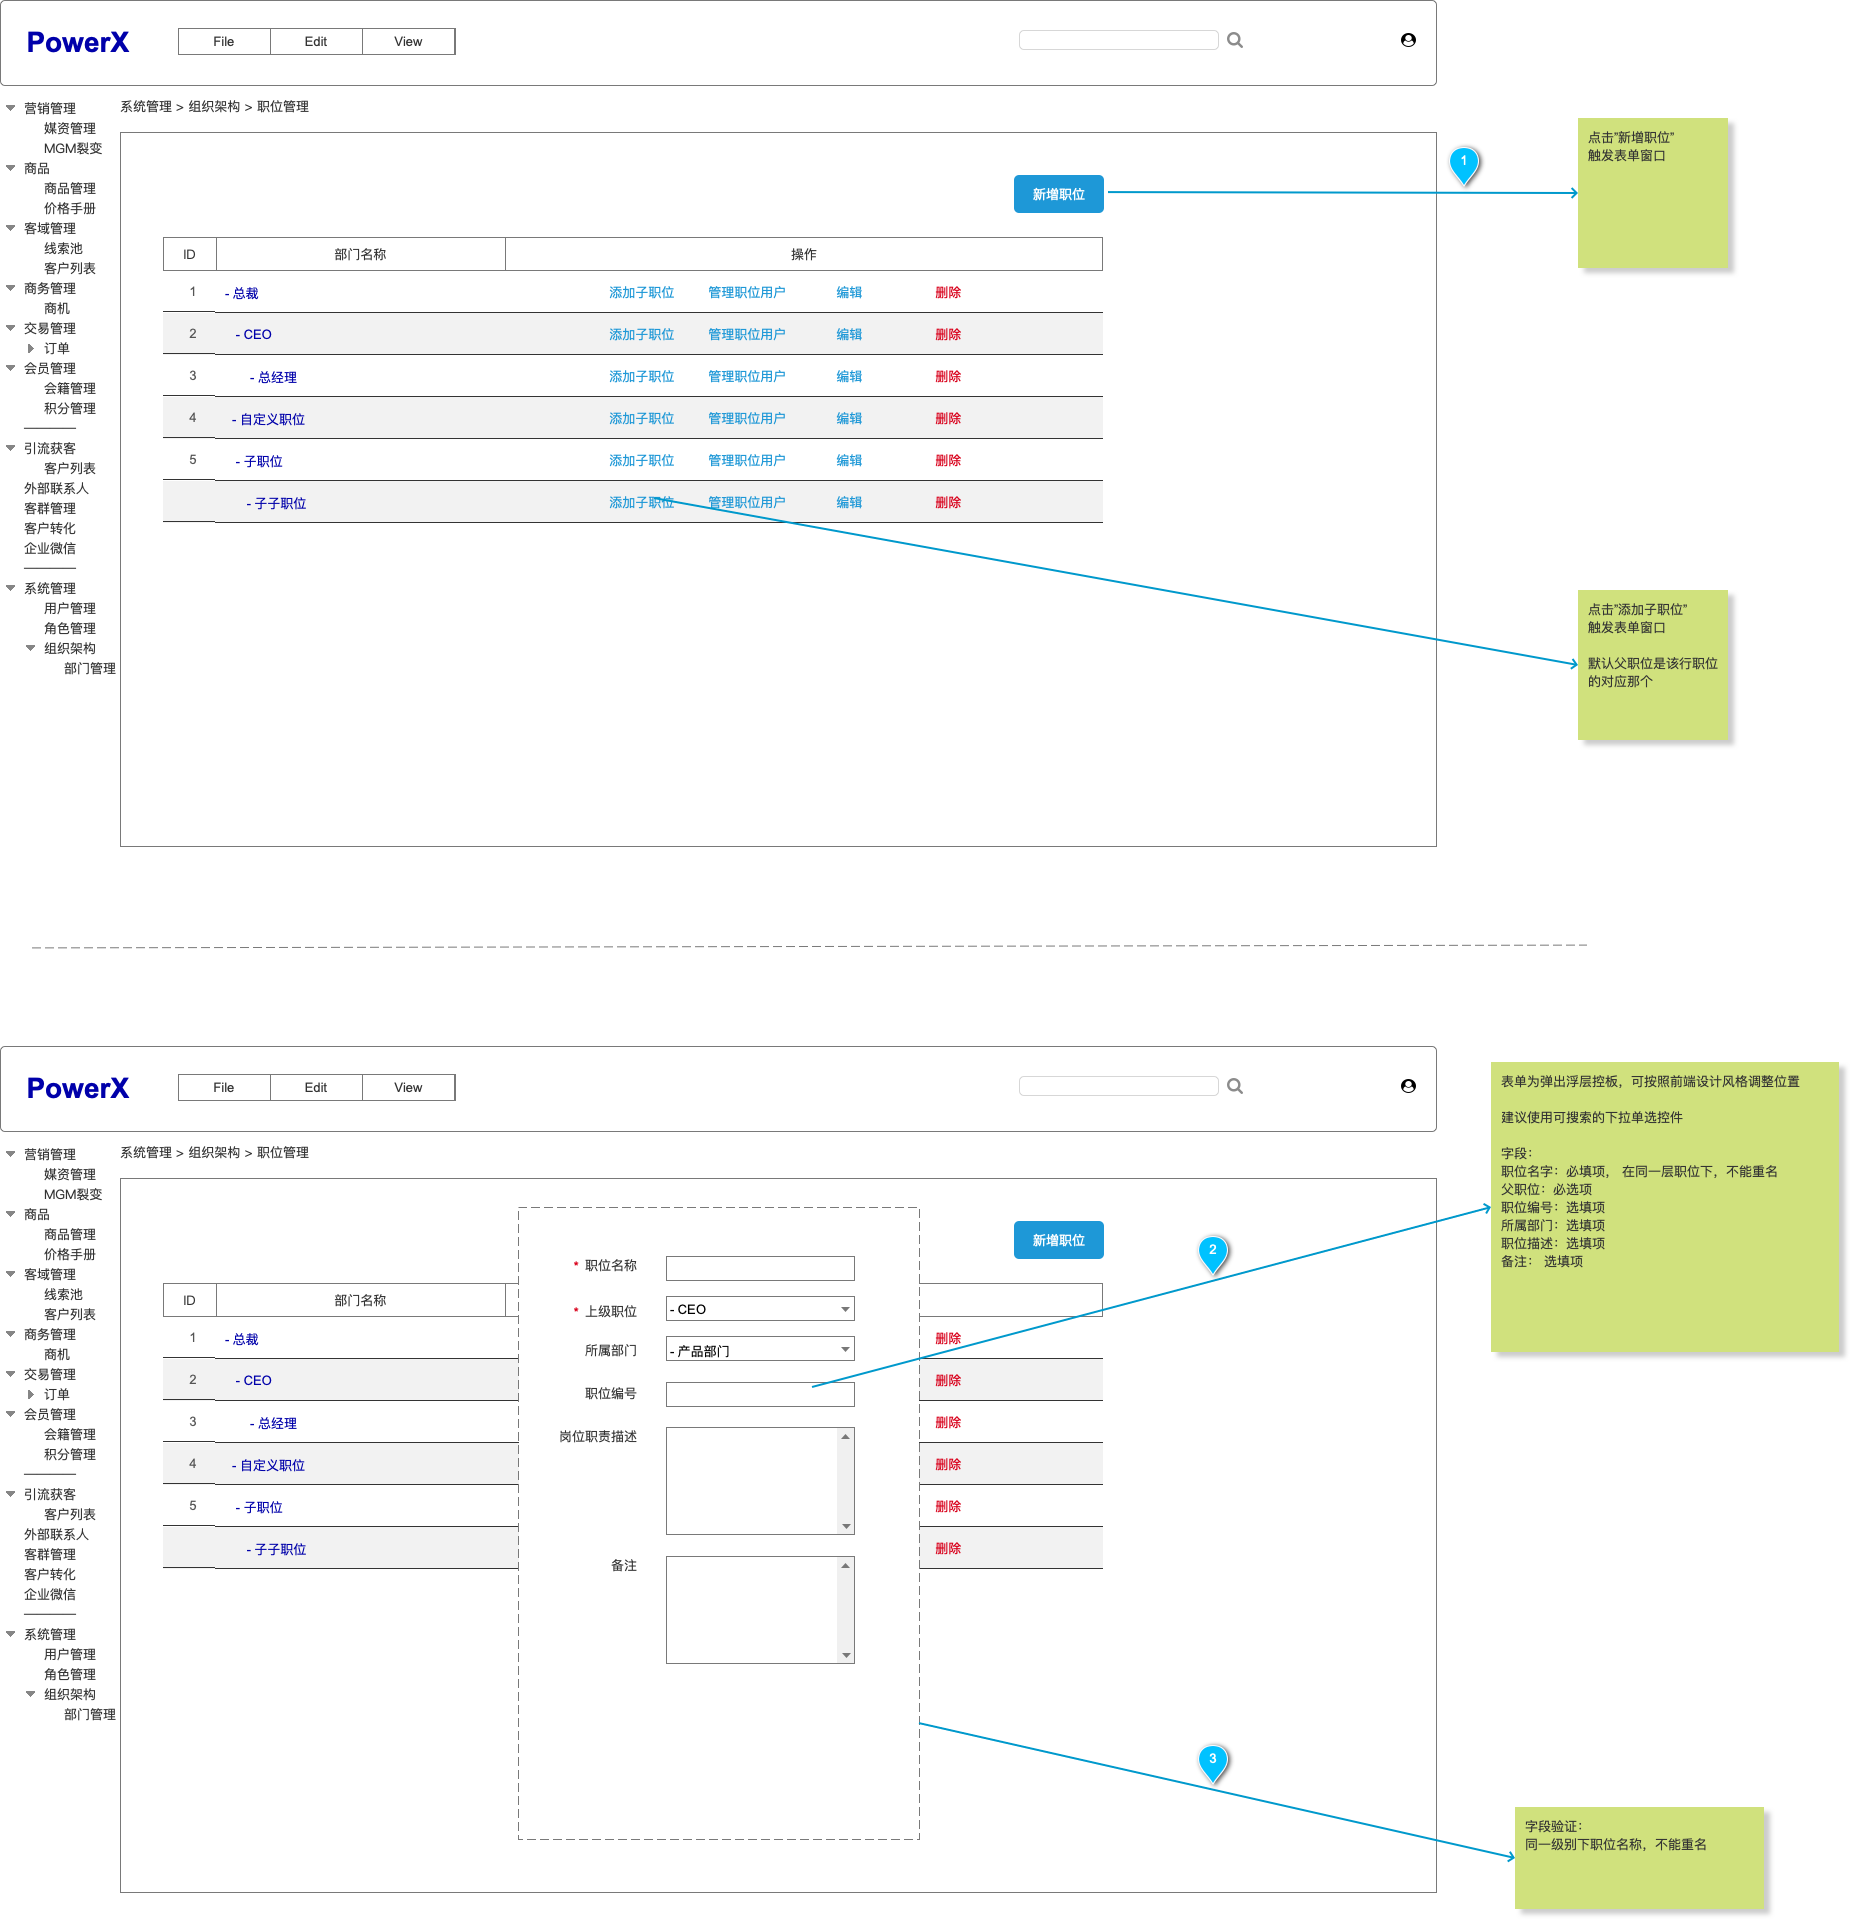 PowerX
File Edit View
营销管理
媒资管理
MGM裂变
商品
商品管理
价格手册
客域管理
线索池
客户列表
商务管理
商机
交易管理
订单
会员管理
会籍管理
积分管理
引流获客
客户列表
外部联系人
客群管理
客户转化
企业微信
系统管理
用户管理
角色管理
组织架构
部门管理
系统管理 > 组织架构 > 职位管理
新增职位
ID 部门名称 操作
1 - 总裁 添加子职位 管理职位用户 编辑 删除
2 - CEO 添加子职位 管理职位用户 编辑 删除
3 - 总经理 添加子职位 管理职位用户 编辑 删除
4 - 自定义职位 添加子职位 管理职位用户 编辑 删除
5 - 子职位 添加子职位 管理职位用户 编辑 删除
- 子子职位 添加子职位 管理职位用户 编辑 删除
1
点击”新增职位”
触发表单窗口
点击”添加子职位”
触发表单窗口
默认父职位是该行职位
的对应那个
PowerX
File Edit View
营销管理
媒资管理
MGM裂变
商品
商品管理
价格手册
客域管理
线索池
客户列表
商务管理
商机
交易管理
订单
会员管理
会籍管理
积分管理
引流获客
客户列表
外部联系人
客群管理
客户转化
企业微信
系统管理
用户管理
角色管理
组织架构
部门管理
系统管理 > 组织架构 > 职位管理
新增职位
ID 部门名称
1 - 总裁 删除
2 - CEO 删除
3 - 总经理 删除
4 - 自定义职位 删除
5 - 子职位 删除
- 子子职位 删除
* 职位名称
* 上级职位 - CEO
所属部门 - 产品部门
职位编号
岗位职责描述
备注
2
表单为弹出浮层控板，可按照前端设计风格调整位置
建议使用可搜索的下拉单选控件
字段：
职位名字：必填项， 在同一层职位下，不能重名
父职位：必选项
职位编号：选填项
所属部门：选填项
职位描述：选填项
备注： 选填项
3
字段验证：
同一级别下职位名称，不能重名